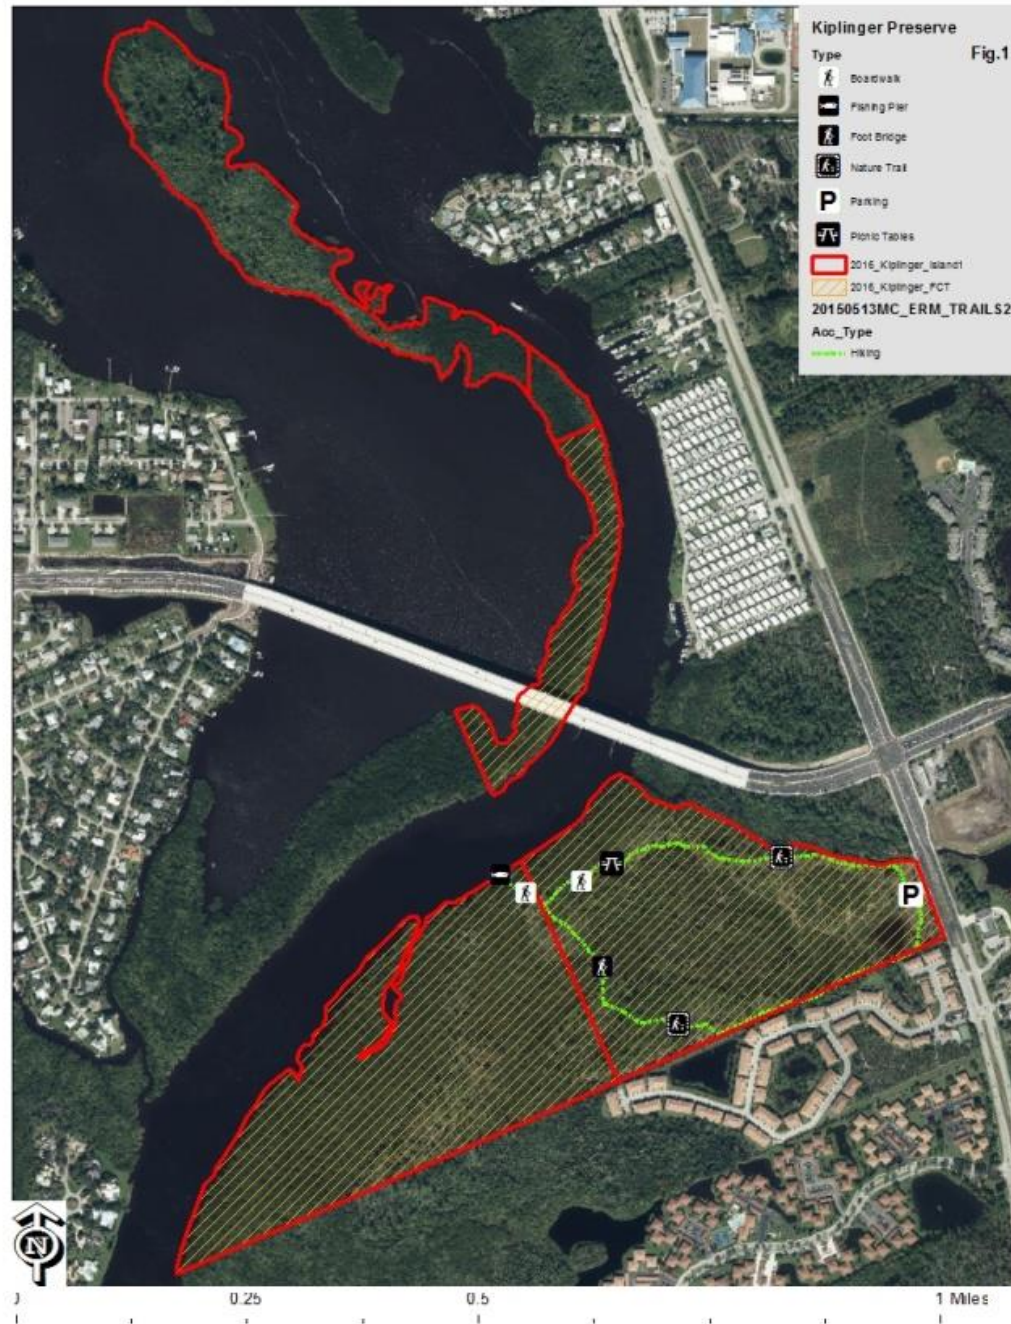 Kiplinger Preserve
Type Fig.1
Boardwalk
Fishing Pier
Foot Bridge
Nature Trail
P Parking
Picnic Tables
2016_Kiplinger_Island1
2016_Kiplinger_FCT
20150513MC_ERM_TRAILS2
Acc_Type
Hiking
P
N
0 0.25 0.5 1 Miles